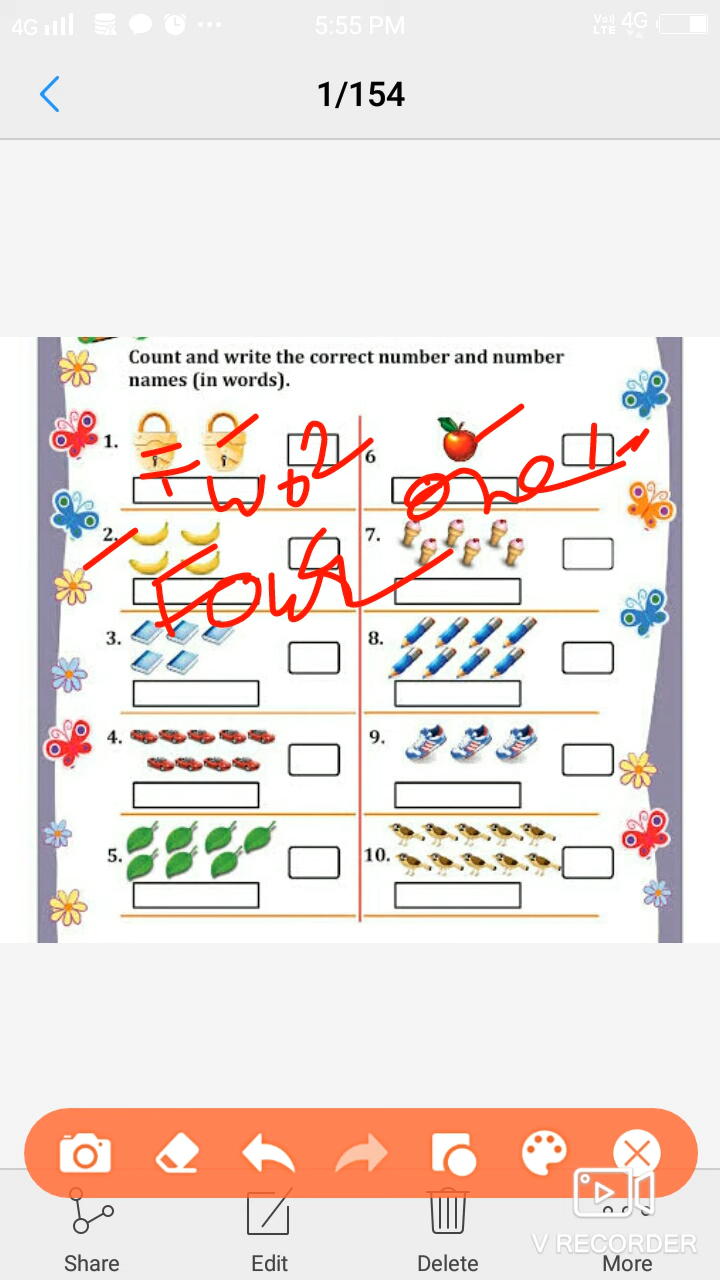 4G 5:55 PM VoLTE 4G
1/154
Count and write the correct number and number
names (in words).
1.
2
Two
6
1
one
2.
4
Four
7.
3.
8.
4.
9.
5.
10.
V RECORDER
Share Edit Delete More